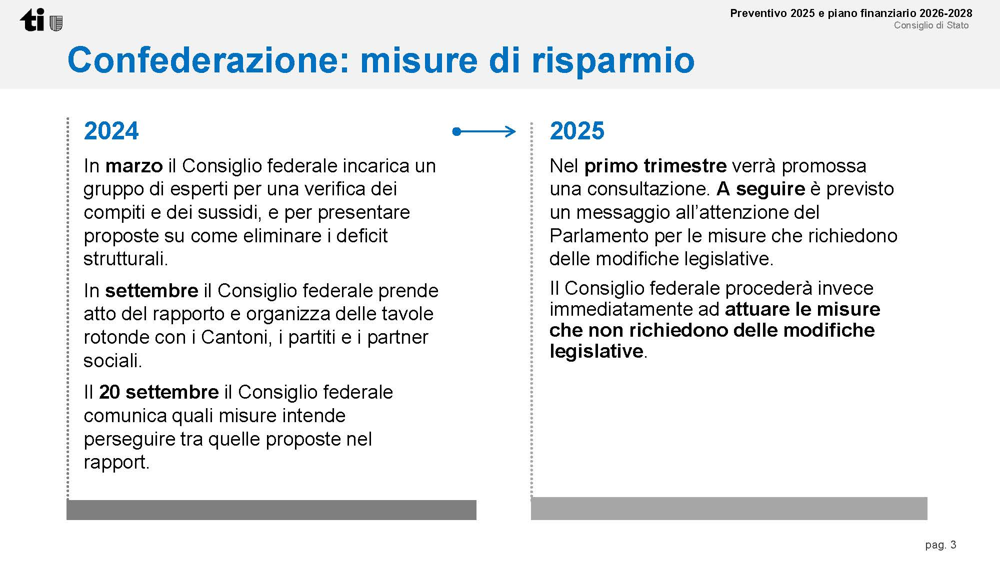 ti
Preventivo 2025 e piano finanziario 2026-2028
Consiglio di Stato
Confederazione: misure di risparmio
2024
In marzo il Consiglio federale incarica un
gruppo di esperti per una verifica dei
compiti e dei sussidi, e per presentare
proposte su come eliminare i deficit
strutturali.
In settembre il Consiglio federale prende
atto del rapporto e organizza delle tavole
rotonde con i Cantoni, i partiti e i partner
sociali.
Il 20 settembre il Consiglio federale
comunica quali misure intende
perseguire tra quelle proposte nel
rapport.
2025
Nel primo trimestre verrà promossa
una consultazione. A seguire è previsto
un messaggio all’attenzione del
Parlamento per le misure che richiedono
delle modifiche legislative.
Il Consiglio federale procederà invece
immediatamente ad attuare le misure
che non richiedono delle modifiche
legislative.
pag. 3